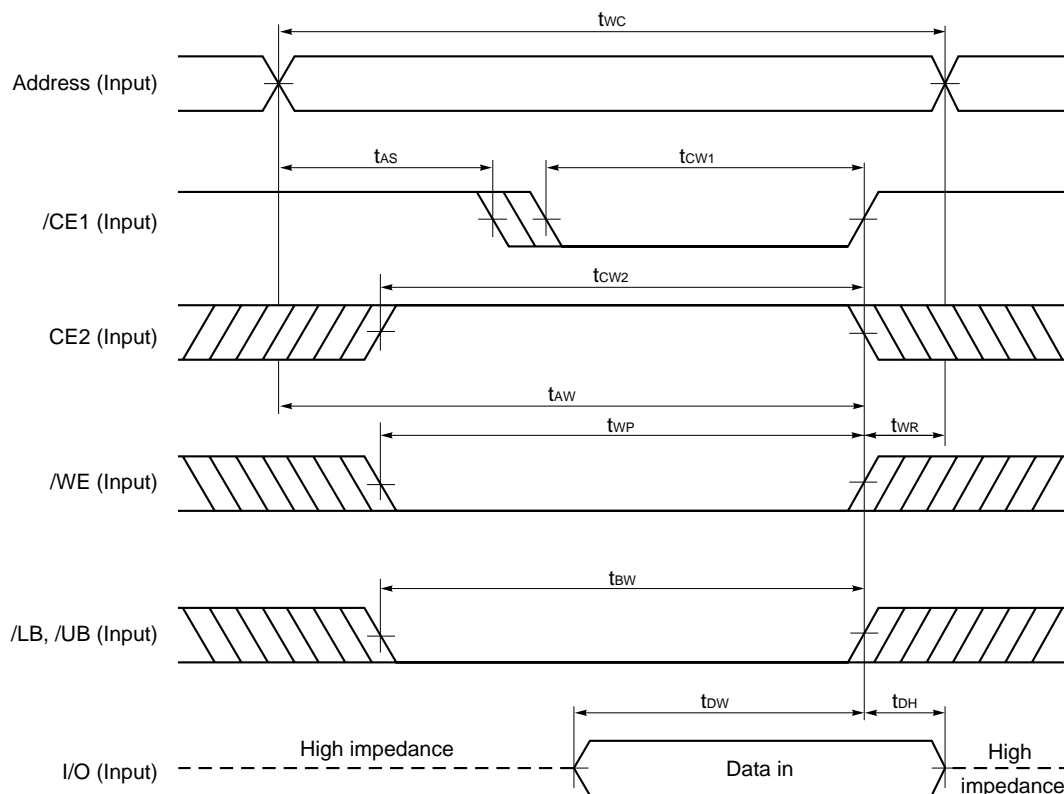 tWC
Address (Input)
tAS
tCW1
/CE1 (Input)
tCW2
CE2 (Input)
tAW
tWP
tWR
/WE (Input)
tBW
/LB, /UB (Input)
tDW
tDH
High impedance
I/O (Input)
Data in
High
impedance